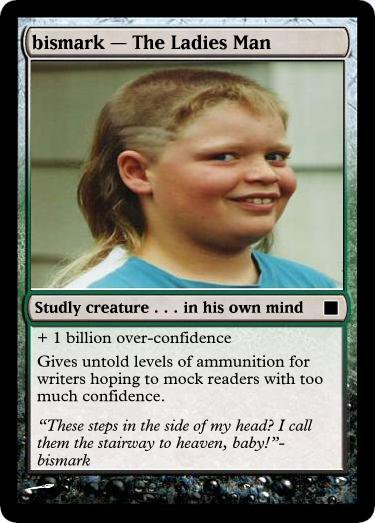 bismark — The Ladies Man
Studly creature . . . in his own mind
+ 1 billion over-confidence
Gives untold levels of ammunition for
writers hoping to mock readers with too
much confidence.
“These steps in the side of my head? I call
them the stairway to heaven, baby!”-
bismark